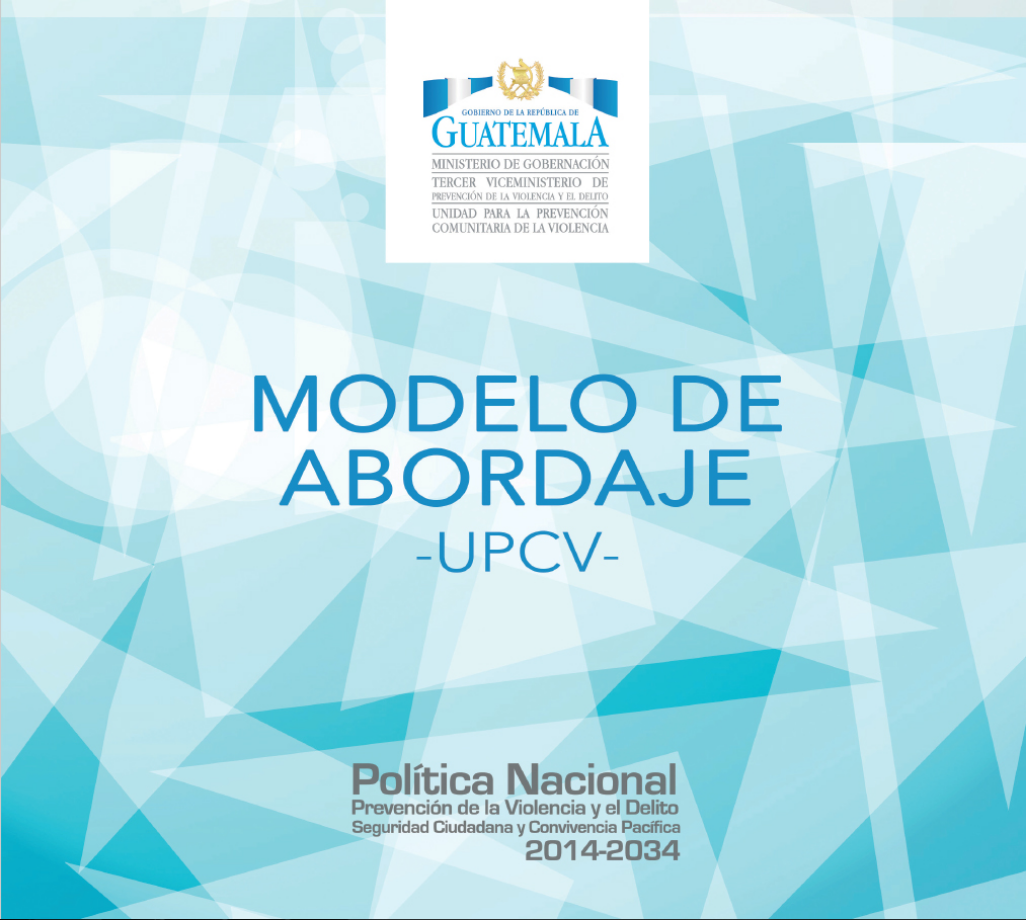 GOBIERNO DE LA REPÚBLICA DE
GUATEMALA
MINISTERIO DE GOBERNACIÓN
TERCER VICEMINISTERIO DE
PREVENCIÓN DE LA VIOLENCIA Y EL DELITO
UNIDAD PARA LA PREVENCIÓN
COMUNITARIA DE LA VIOLENCIA
MODELO DE
ABORDAJE
-UPCV-
Política Nacional
Prevención de la Violencia y el Delito
Seguridad Ciudadana y Convivencia Pacífica
2014-2034